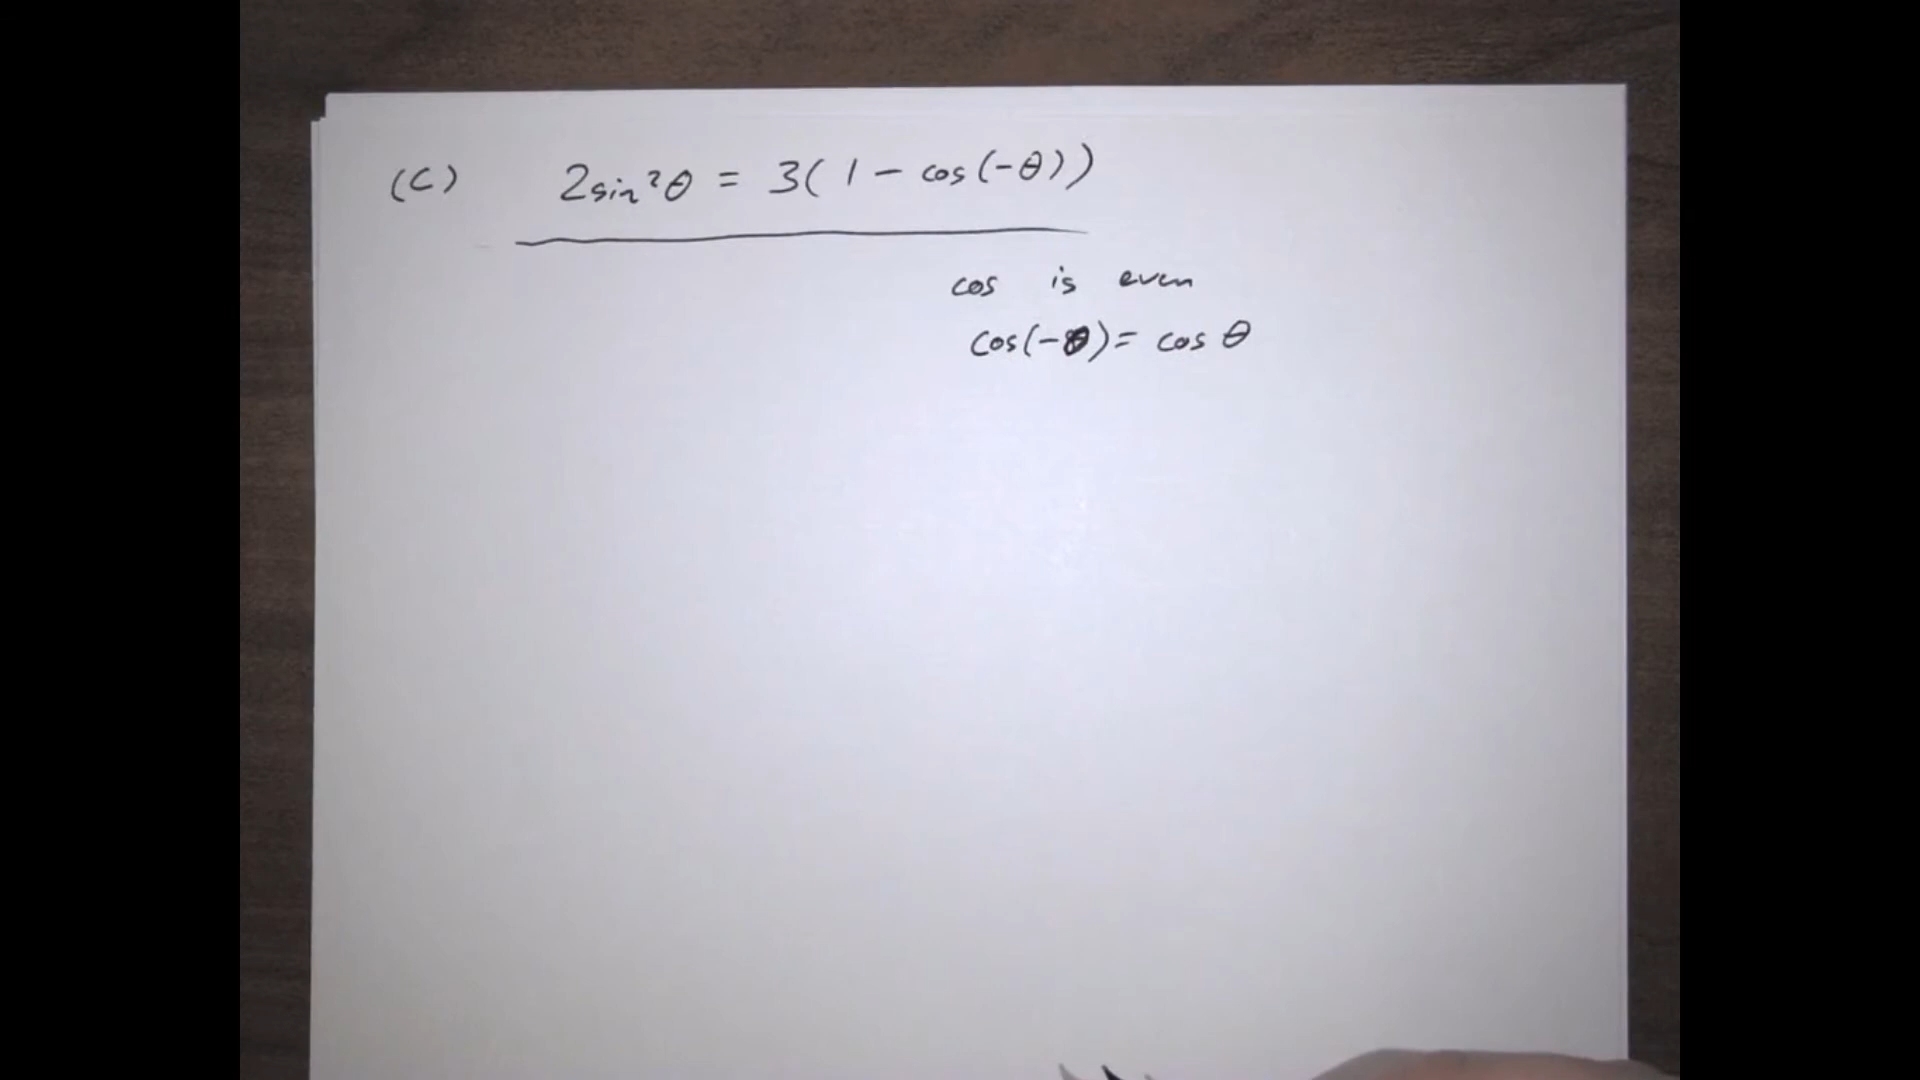 (C) 2sin²θ = 3(1 - cos(-θ))
cos is even
cos(-θ) = cos θ